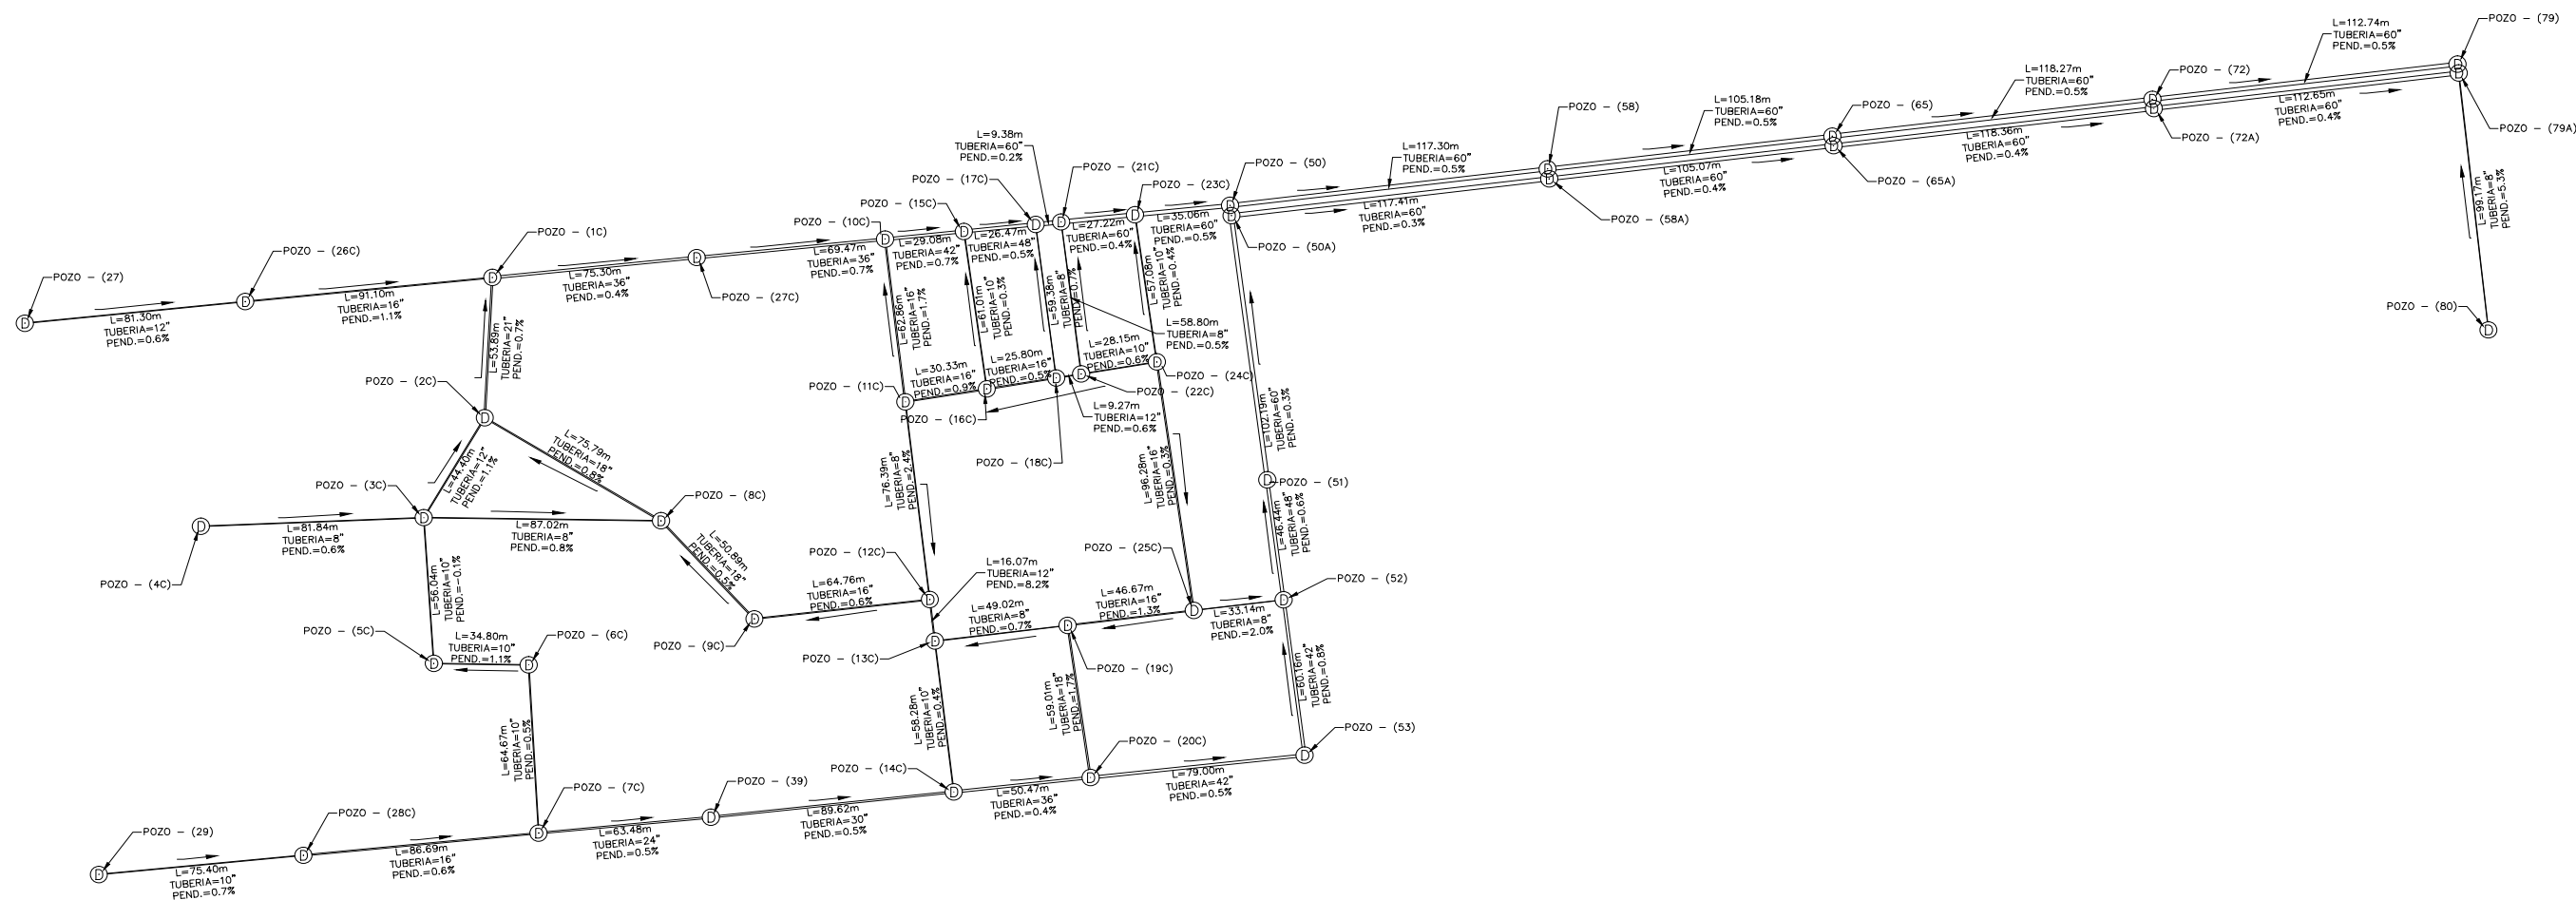 POZO - (79)
L=112.74m
TUBERIA=60"
PEND.=0.5%
L=118.27m
TUBERIA=60"
PEND.=0.5%
POZO - (72)
L=112.65m
TUBERIA=60"
PEND.=0.4%
POZO - (79A)
POZO - (72A)
L=105.18m
TUBERIA=60"
PEND.=0.5%
POZO - (65)
L=118.36m
TUBERIA=60"
PEND.=0.4%
POZO - (58)
L=117.30m
TUBERIA=60"
PEND.=0.5%
L=105.07m
TUBERIA=60"
PEND.=0.4%
POZO - (65A)
POZO - (58A)
L=117.41m
TUBERIA=60"
PEND.=0.3%
L=99.17m
TUBERIA=8"
PEND.=5.3%
POZO - (80)
L=9.38m
TUBERIA=60"
PEND.=0.2%
POZO - (21C)
POZO - (50)
POZO - (17C)
POZO - (23C)
POZO - (15C)
POZO - (10C)
POZO - (50A)
L=69.47m
TUBERIA=36"
PEND.=0.7%
L=29.08m
TUBERIA=42"
PEND.=0.7%
L=26.47m
TUBERIA=48"
PEND.=0.5%
L=27.22m
TUBERIA=60"
PEND.=0.4%
L=35.06m
TUBERIA=60"
PEND.=0.5%
POZO - (1C)
POZO - (26C)
POZO - (27)
L=81.30m
TUBERIA=12"
PEND.=0.6%
L=91.10m
TUBERIA=16"
PEND.=1.1%
L=75.30m
TUBERIA=36"
PEND.=0.4%
POZO - (27C)
L=53.89m
TUBERIA=21"
PEND.=0.7%
L=62.86m
TUBERIA=16"
PEND.=1.7%
L=61.01m
TUBERIA=10"
PEND.=0.3%
L=59.38m
TUBERIA=8"
PEND.=0.7%
L=57.08m
TUBERIA=10"
PEND.=0.4%
L=58.80m
TUBERIA=8"
PEND.=0.5%
L=30.33m
TUBERIA=16"
PEND.=0.9%
L=25.80m
TUBERIA=16"
PEND.=0.5%
L=28.15m
TUBERIA=10"
PEND.=0.6%
POZO - (24C)
POZO - (22C)
POZO - (11C)
POZO - (16C)
L=9.27m
TUBERIA=12"
PEND.=0.6%
POZO - (18C)
POZO - (2C)
L=75.79m
TUBERIA=18"
PEND.=0.8%
L=44.40m
TUBERIA=12"
PEND.=1.1%
POZO - (3C)
POZO - (8C)
L=81.84m
TUBERIA=8"
PEND.=0.6%
L=87.02m
TUBERIA=8"
PEND.=0.8%
POZO - (4C)
L=76.39m
TUBERIA=8"
PEND.=2.4%
L=96.28m
TUBERIA=16"
PEND.=0.3%
L=102.19m
TUBERIA=60"
PEND.=0.3%
POZO - (51)
L=46.44m
TUBERIA=48"
PEND.=0.6%
L=50.89m
TUBERIA=18"
PEND.=0.5%
POZO - (12C)
L=64.76m
TUBERIA=16"
PEND.=0.6%
POZO - (9C)
L=16.07m
TUBERIA=12"
PEND.=8.2%
POZO - (25C)
L=46.67m
TUBERIA=16"
PEND.=1.3%
L=49.02m
TUBERIA=8"
PEND.=0.7%
L=33.14m
TUBERIA=8"
PEND.=2.0%
POZO - (52)
POZO - (13C)
POZO - (19C)
L=56.04m
TUBERIA=10"
PEND.=-0.1%
POZO - (5C)
L=34.80m
TUBERIA=10"
PEND.=1.1%
POZO - (6C)
L=64.67m
TUBERIA=10"
PEND.=0.5%
L=58.28m
TUBERIA=10"
PEND.=0.4%
L=59.01m
TUBERIA=18"
PEND.=1.7%
L=60.16m
TUBERIA=42"
PEND.=0.8%
POZO - (53)
POZO - (20C)
POZO - (14C)
POZO - (39)
POZO - (7C)
POZO - (28C)
POZO - (29)
L=75.40m
TUBERIA=10"
PEND.=0.7%
L=86.69m
TUBERIA=16"
PEND.=0.6%
L=63.48m
TUBERIA=24"
PEND.=0.5%
L=89.62m
TUBERIA=30"
PEND.=0.5%
L=50.47m
TUBERIA=36"
PEND.=0.4%
L=79.00m
TUBERIA=42"
PEND.=0.5%